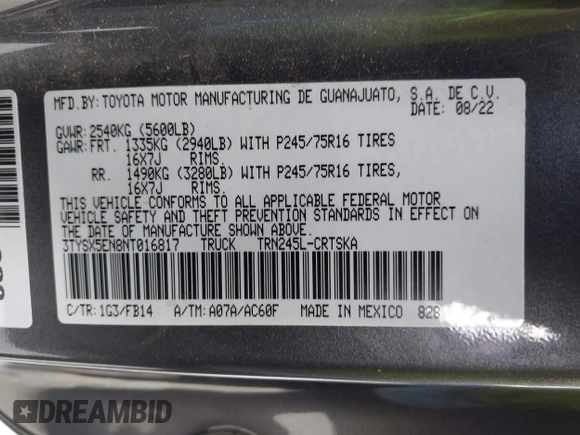 MFD.BY:TOYOTA MOTOR MANUFACTURING DE GUANAJUATO, S.A. DE C.V.
DATE: 08/22
GVWR:2540KG (5600LB)
GAWR:FRT. 1335KG (2940LB) WITH P245/75R16 TIRES
16X7J RIMS.
RR. 1490KG (3280LB) WITH P245/75R16 TIRES,
16X7J RIMS.
THIS VEHICLE CONFORMS TO ALL APPLICABLE FEDERAL MOTOR
VEHICLE SAFETY AND THEFT PREVENTION STANDARDS IN EFFECT ON
THE DATE OF MANUFACTURE SHOWN ABOVE.
3TYSX5EN8NT016817 TRUCK TRN245L-CRTSKA
C/TR:1G3/FB14 A/TM:A07A/AC60F MADE IN MEXICO 828
DREAMBID